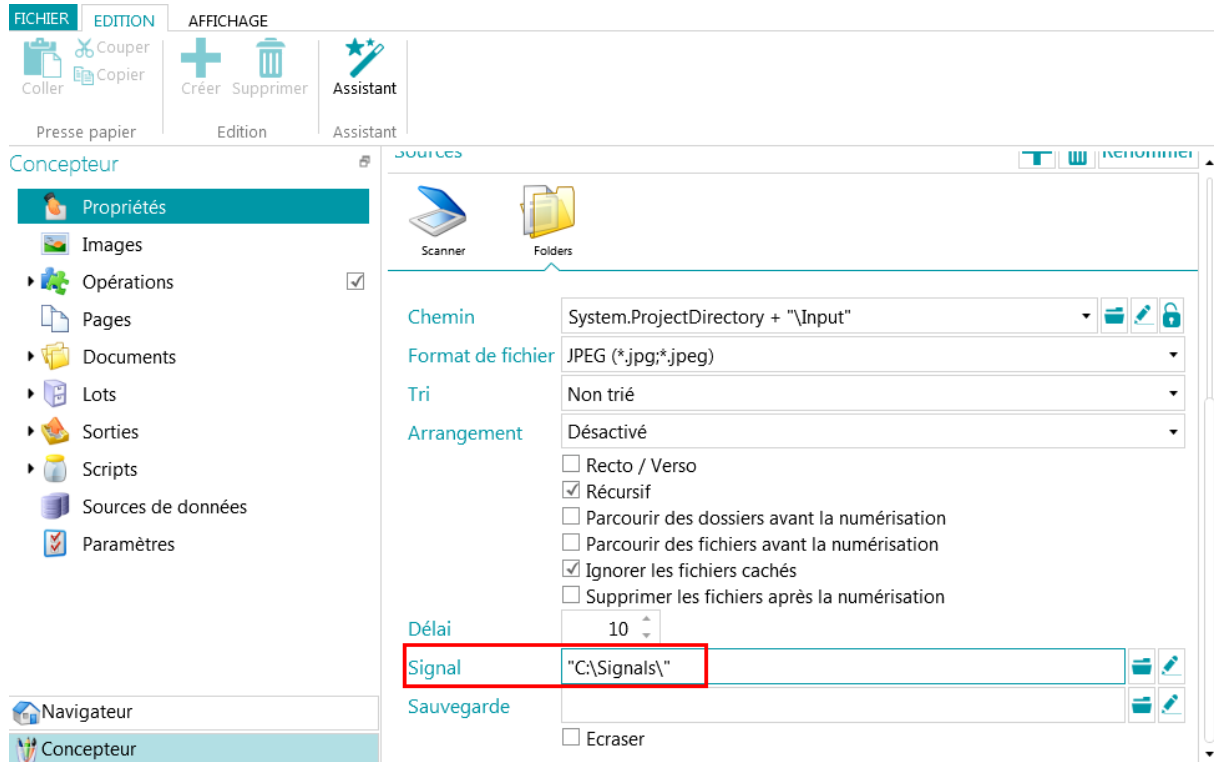 FICHIER EDITION AFFICHAGE
Couper
Copier
Coller
Créer Supprimer
Assistant
Presse papier
Edition
Assistant
Concepteur
Propriétés
Images
Opérations
Pages
Documents
Lots
Sorties
Scripts
Sources de données
Paramètres
Navigateur
Concepteur
Sources
Renommer
Scanner
Folders
Chemin System.ProjectDirectory + "\Input"
Format de fichier JPEG (*.jpg;*.jpeg)
Tri Non trié
Arrangement Désactivé
Recto / Verso
Récursif
Parcourir des dossiers avant la numérisation
Parcourir des fichiers avant la numérisation
Ignorer les fichiers cachés
Supprimer les fichiers après la numérisation
Délai 10
Signal "C:\Signals\"
Sauvegarde
Ecraser